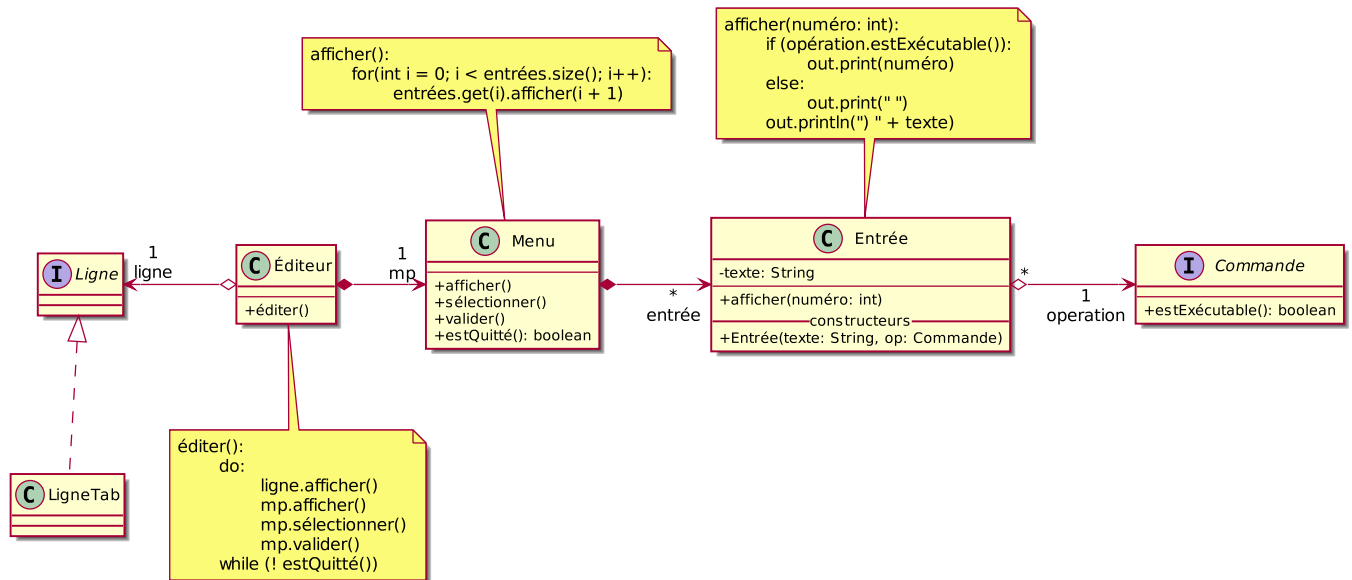 afficher():
for(int i = 0; i < entrées.size(); i++):
entrées.get(i).afficher(i + 1)
afficher(numéro: int):
if (opération.estExécutable()):
out.print(numéro)
else:
out.print(" ")
out.println(") " + texte)
I Ligne
1
ligne
C Éditeur
+éditer()
1
mp
C Menu
+afficher()
+sélectionner()
+valider()
+estQuitté(): boolean
*
entrée
C Entrée
-texte: String
+afficher(numéro: int)
constructeurs
+Entrée(texte: String, op: Commande)
*
1
operation
I Commande
+estExécutable(): boolean
C LigneTab
éditer():
do:
ligne.afficher()
mp.afficher()
mp.sélectionner()
mp.valider()
while (! estQuitté())